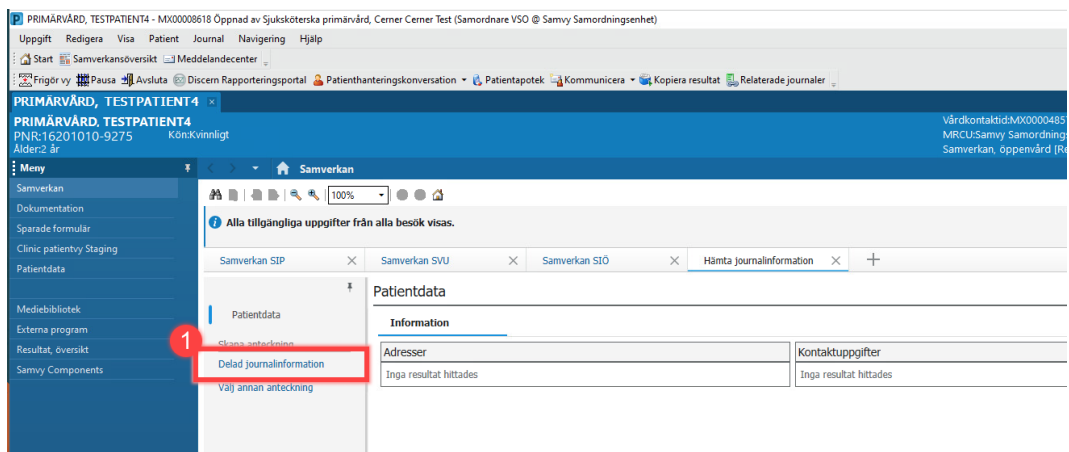 PRIMÄRVÅRD, TESTPATIENT4 - MX00008618 Öppnad av Sjuksköterska primärvård, Cerner Cerner Test (Samordnare VSO @ Samvy Samordningsenhet)
Uppgift Redigera Visa Patient Journal Navigering Hjälp
Start Samverkansöversikt Meddelandecenter
Frigör vy Pausa Avsluta Discern Rapporteringsportal Patienthanteringskonversation Patientapotek Kommunicera Kopiera resultat Relaterade journaler
PRIMÄRVÅRD, TESTPATIENT4
PRIMÄRVÅRD, TESTPATIENT4 Vårdkontaktid:MX0000485
PNR:16201010-9275 Kön:Kvinnligt MRCU:Samvy Samordnings
Ålder:2 år Samverkan, öppenvård [Re
Meny Samverkan
Samverkan
100%
Dokumentation
Sparade formulär
Alla tillgängliga uppgifter från alla besök visas.
Clinic patientvy Staging
Patientdata
Samverkan SIP Samverkan SVU Samverkan SIÖ Hämta journalinformation
Mediebibliotek
Externa program
Resultat, översikt
Samvy Components
Patientdata
Skapa anteckning
1
Delad journalinformation
Välj annan anteckning
Patientdata
Information
Adresser Kontaktuppgifter
Inga resultat hittades Inga resultat hittades